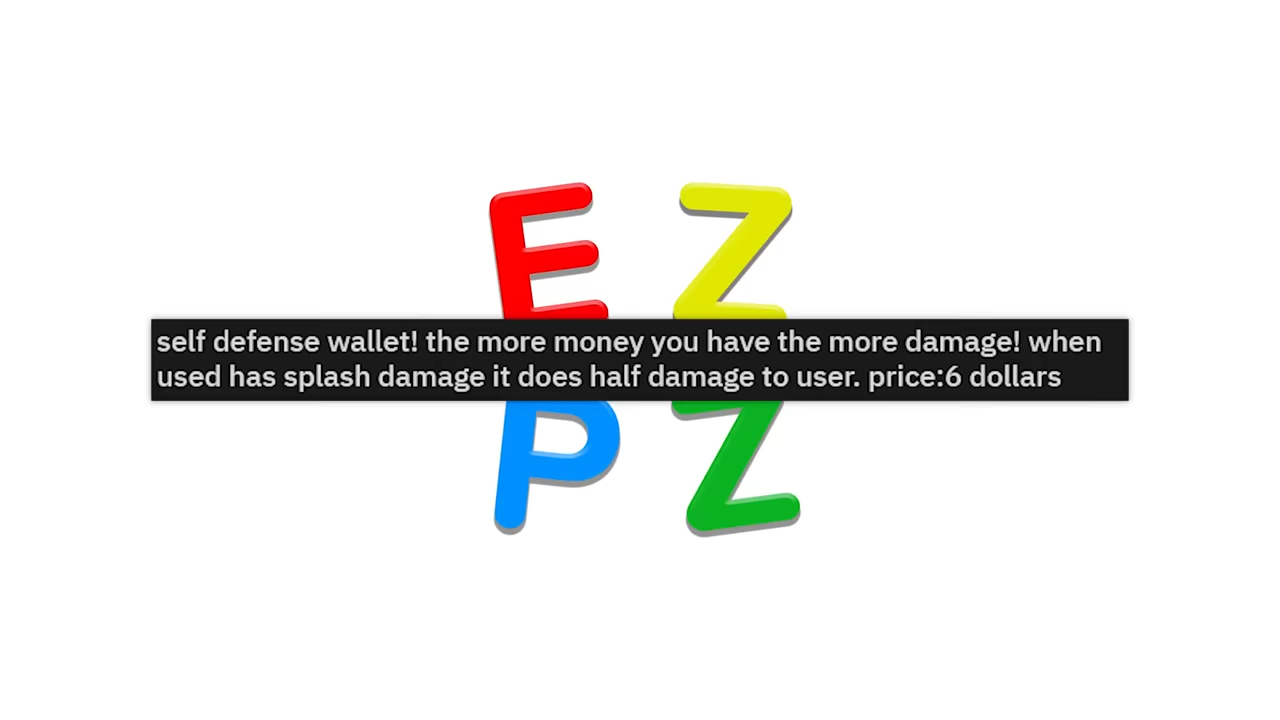 E Z
self defense wallet! the more money you have the more damage! when
used has splash damage it does half damage to user. price:6 dollars
P Z